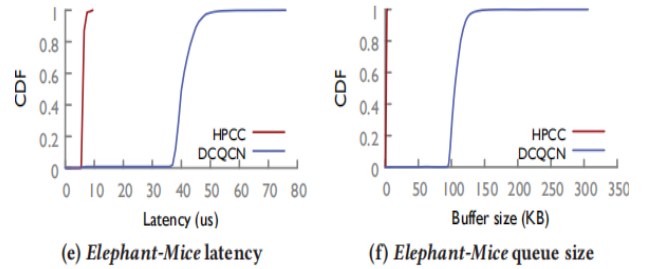 1
0.8
0.6
0.4
0.2
0
CDF
HPCC
DCQCN
0 10 20 30 40 50 60 70 80
Latency (us)
(e) Elephant-Mice latency
1
0.8
0.6
0.4
0.2
0
CDF
HPCC
DCQCN
0 50 100 150 200 250 300 350
Buffer size (KB)
(f) Elephant-Mice queue size